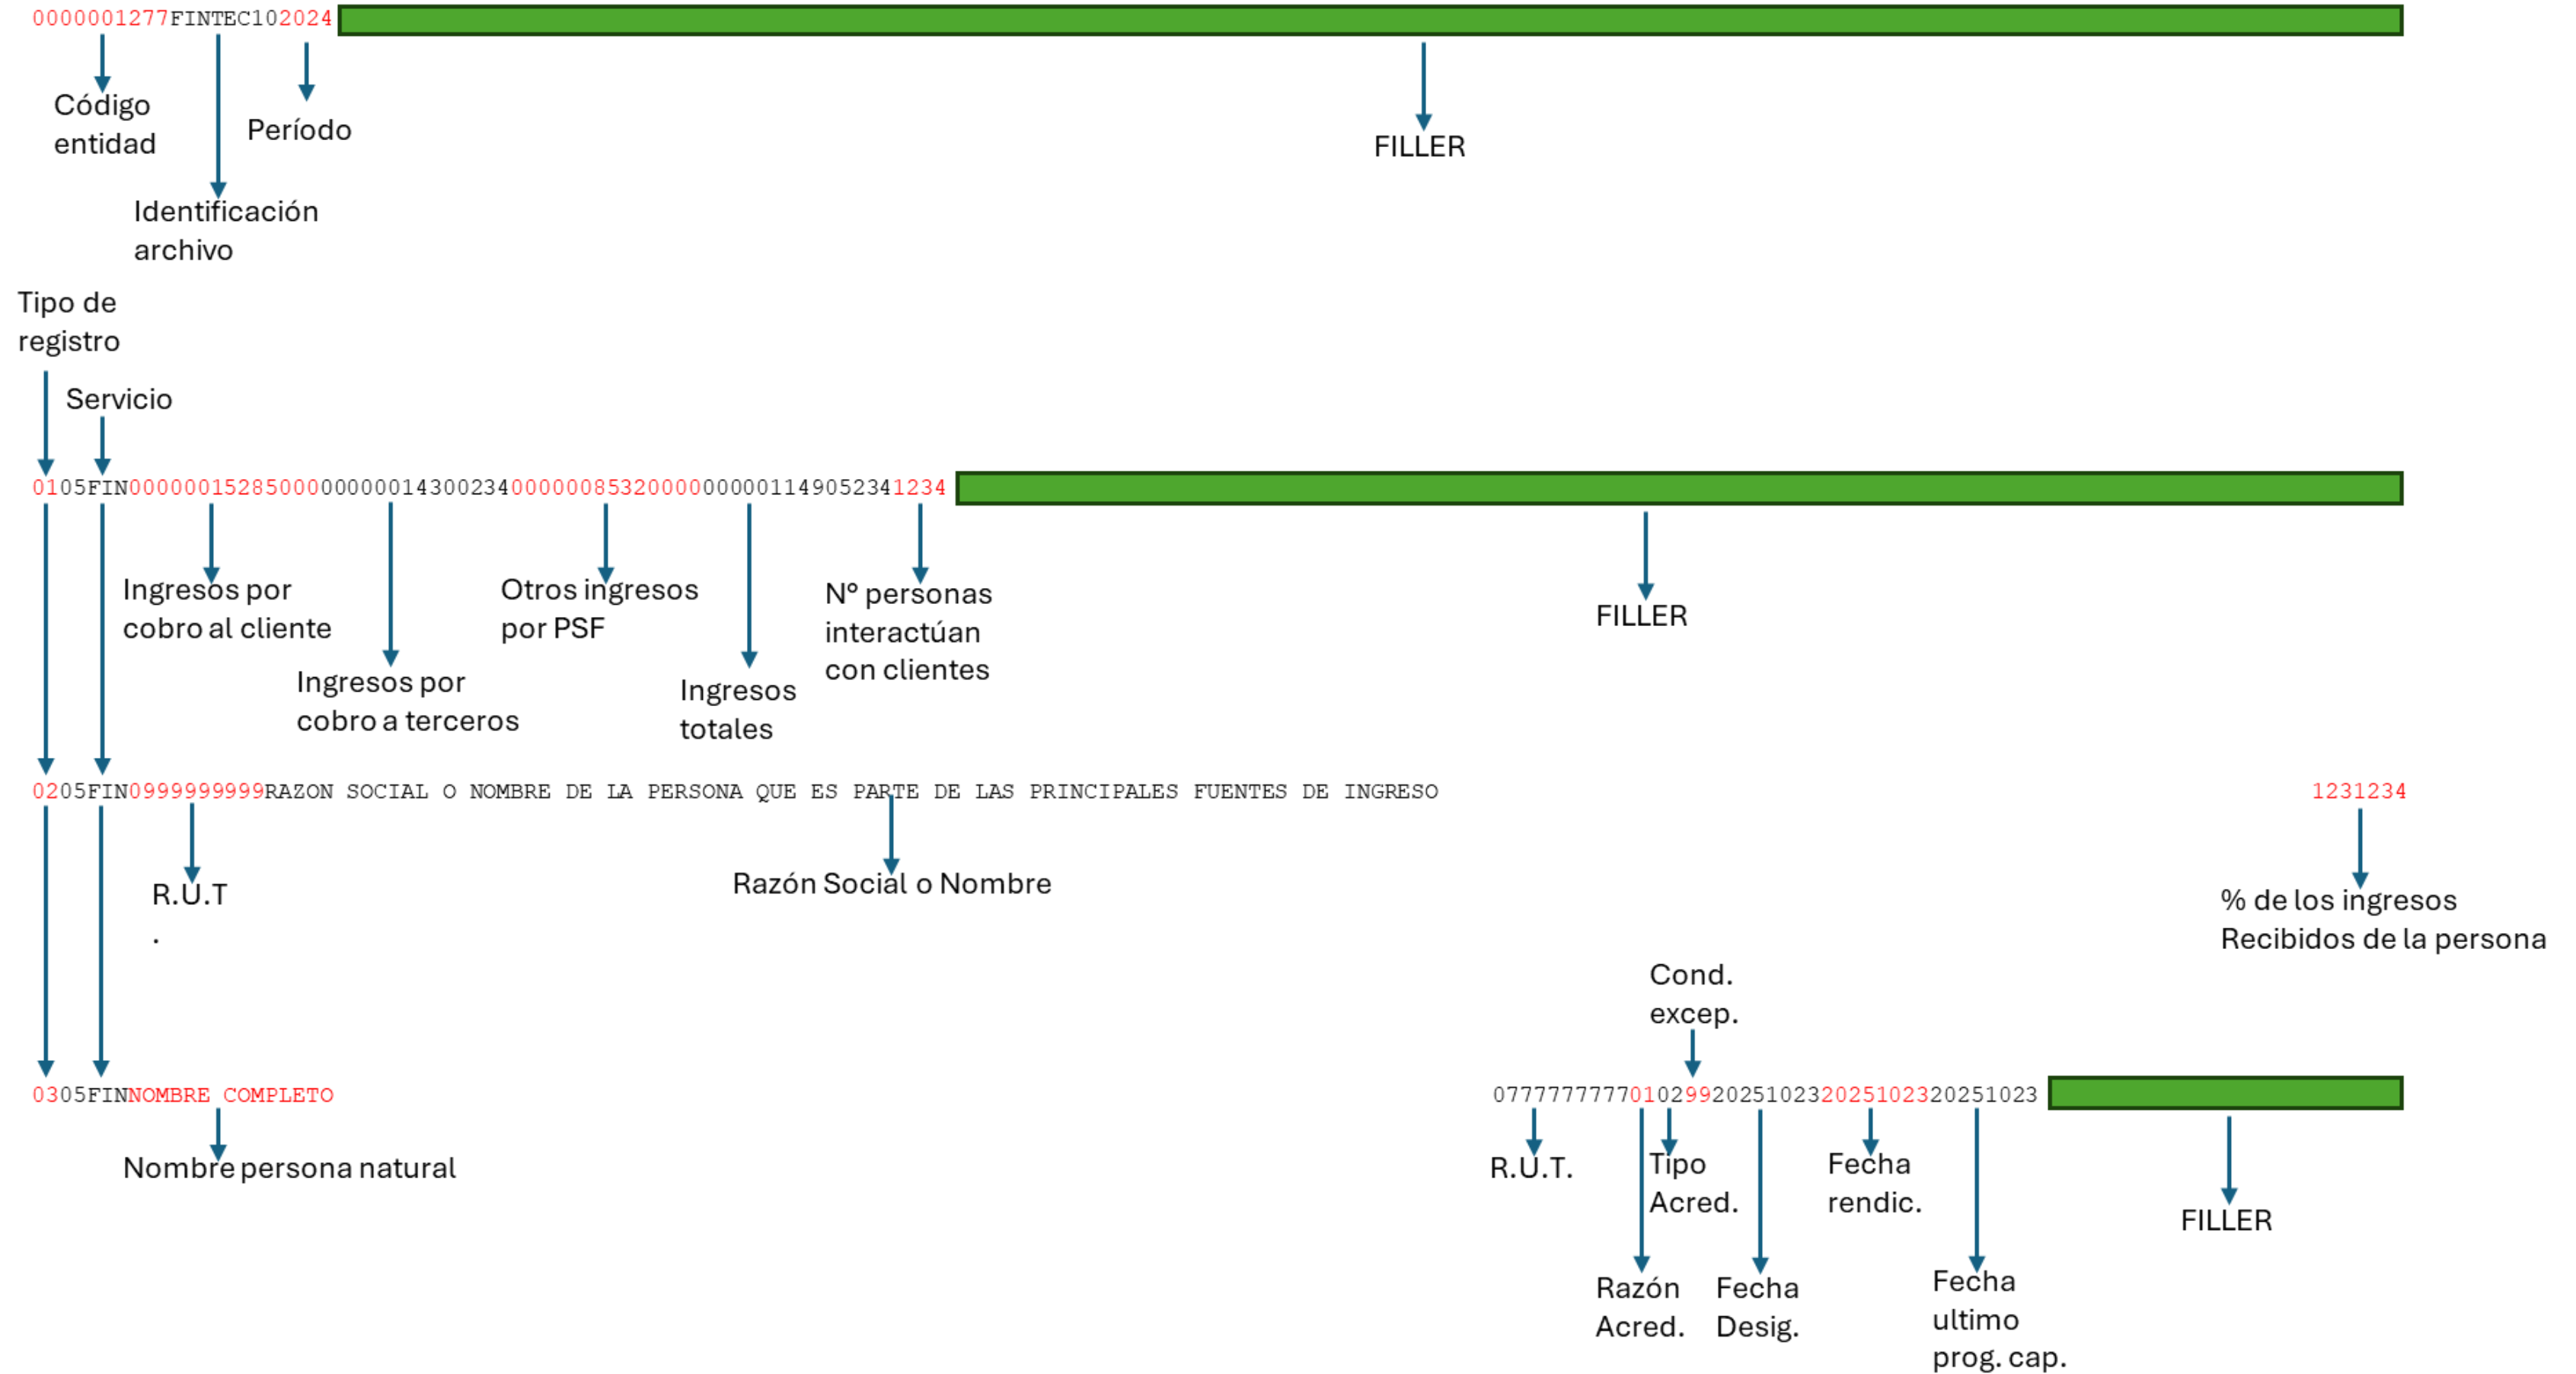 0000001277FINTEC102024
Código
entidad
Período
FILLER
Identificación
archivo
Tipo de
registro
Servicio
0105FIN000000152850000000001430023400000085320000000001149052341234
Ingresos por
cobro al cliente
Ingresos por
cobro a terceros
Otros ingresos
por PSF
Ingresos
totales
N° personas
interactúan
con clientes
FILLER
0205FIN0999999999RAZON SOCIAL O NOMBRE DE LA PERSONA QUE ES PARTE DE LAS PRINCIPALES FUENTES DE INGRESO 1231234
R.U.T
.
Razón Social o Nombre
% de los ingresos
Recibidos de la persona
Cond.
excep.
0305FINNOMBRE COMPLETO 0777777777010299202510232025102320251023
Nombre persona natural
R.U.T.
Tipo
Acred.
Fecha
rendic.
FILLER
Razón
Acred.
Fecha
Desig.
Fecha
ultimo
prog. cap.